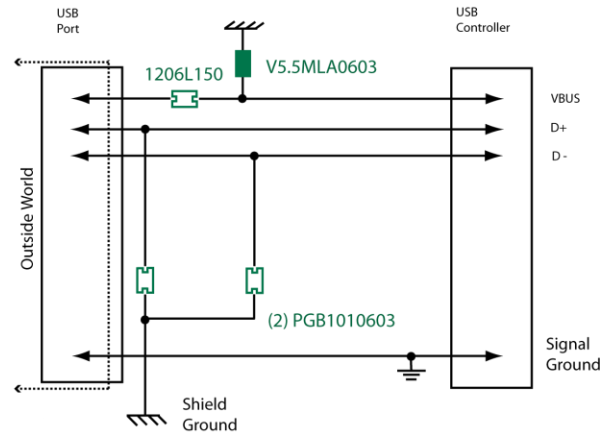 USB
Port
USB
Controller
1206L150
V5.5MLA0603
VBUS
D+
D -
Outside World
(2) PGB1010603
Signal
Ground
Shield
Ground